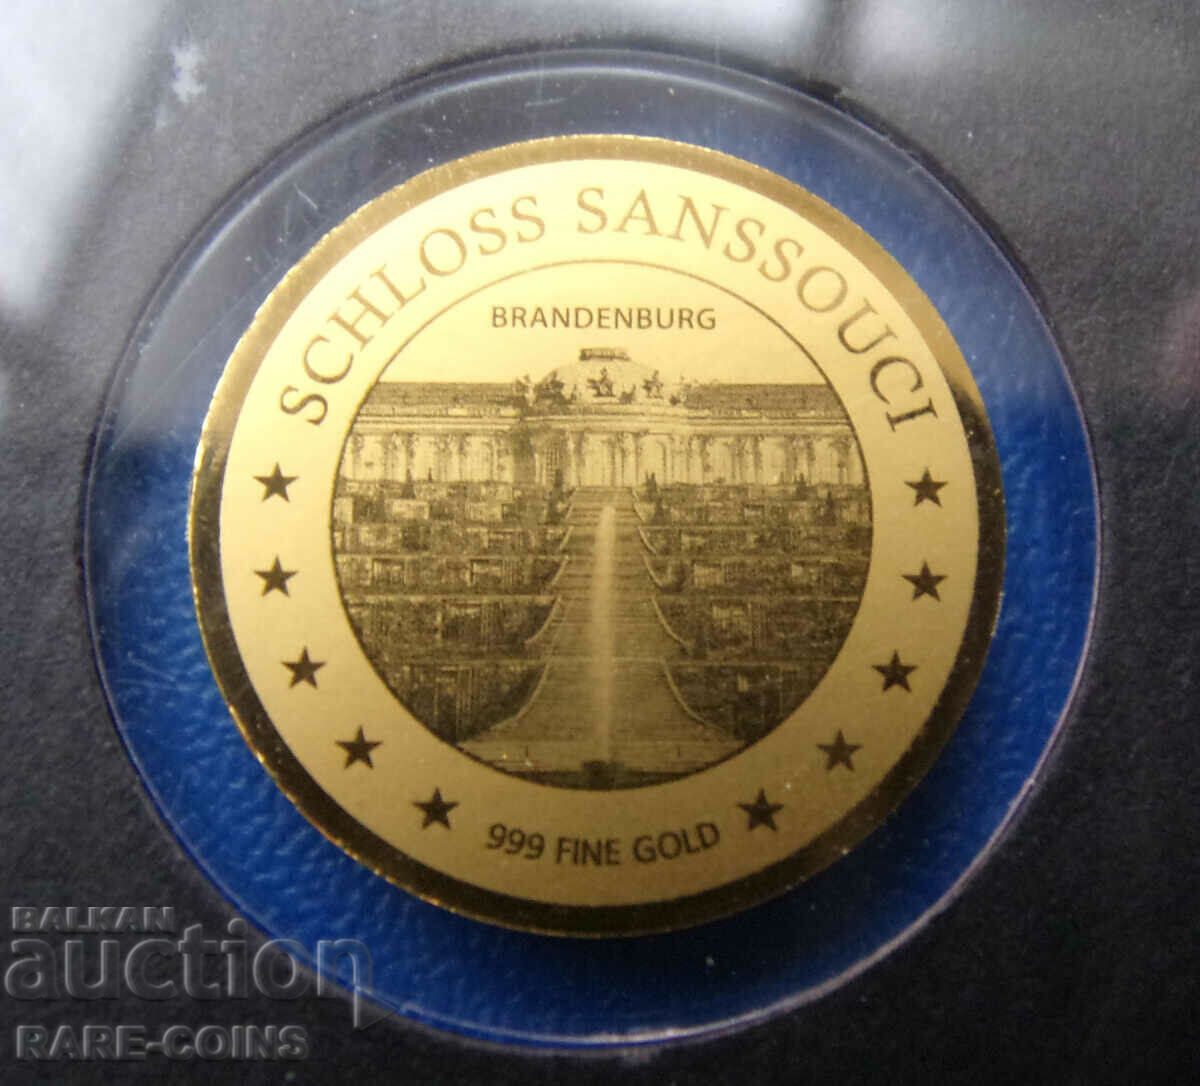 SCHLOSS SANSSOUCI
BRANDENBURG
999 FINE GOLD
BALKAN
auction
RARE-COINS